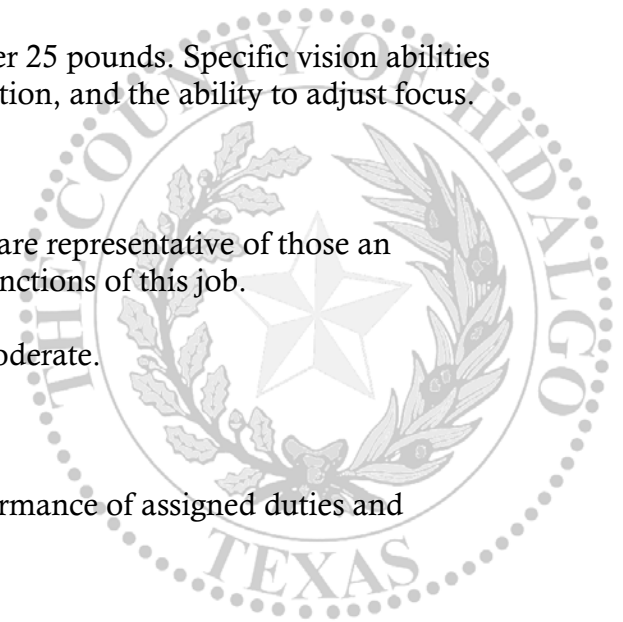 er 25 pounds. Specific vision abilities
tion, and the ability to adjust focus.
are representative of those an
nctions of this job.
oderate.
rmance of assigned duties and
THE COUNTY OF HIDALGO
TEXAS